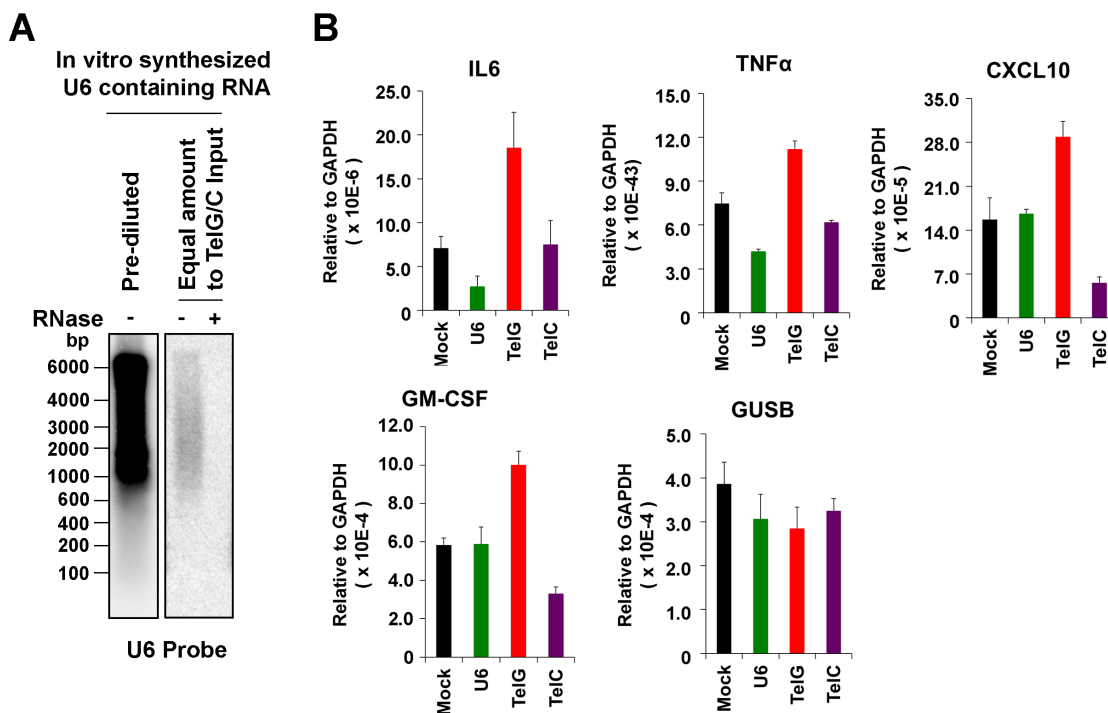 A
In vitro synthesized
U6 containing RNA
Pre-diluted
Equal amount
to TelG/C Input
RNase - - +
bp
6000
4000
3000
2000
1000
600
400
200
100
U6 Probe
B
IL6
Relative to GAPDH
( x 10E-6 )
25.0
20.0
15.0
10.0
5.0
0
Mock
U6
TelG
TelC
TNFα
Relative to GAPDH
( x 10E-43)
15.0
12.0
9.0
6.0
3.0
0
Mock
U6
TelG
TelC
CXCL10
Relative to GAPDH
( x 10E-5 )
35.0
28.0
21.0
14.0
7.0
0
Mock
U6
TelG
TelC
GM-CSF
Relative to GAPDH
( x 10E-4 )
12.0
10.0
8.0
6.0
4.0
2.0
0
Mock
U6
TelG
TelC
GUSB
Relative to GAPDH
( x 10E-4 )
5.0
4.0
3.0
2.0
1.0
0
Mock
U6
TelG
TelC